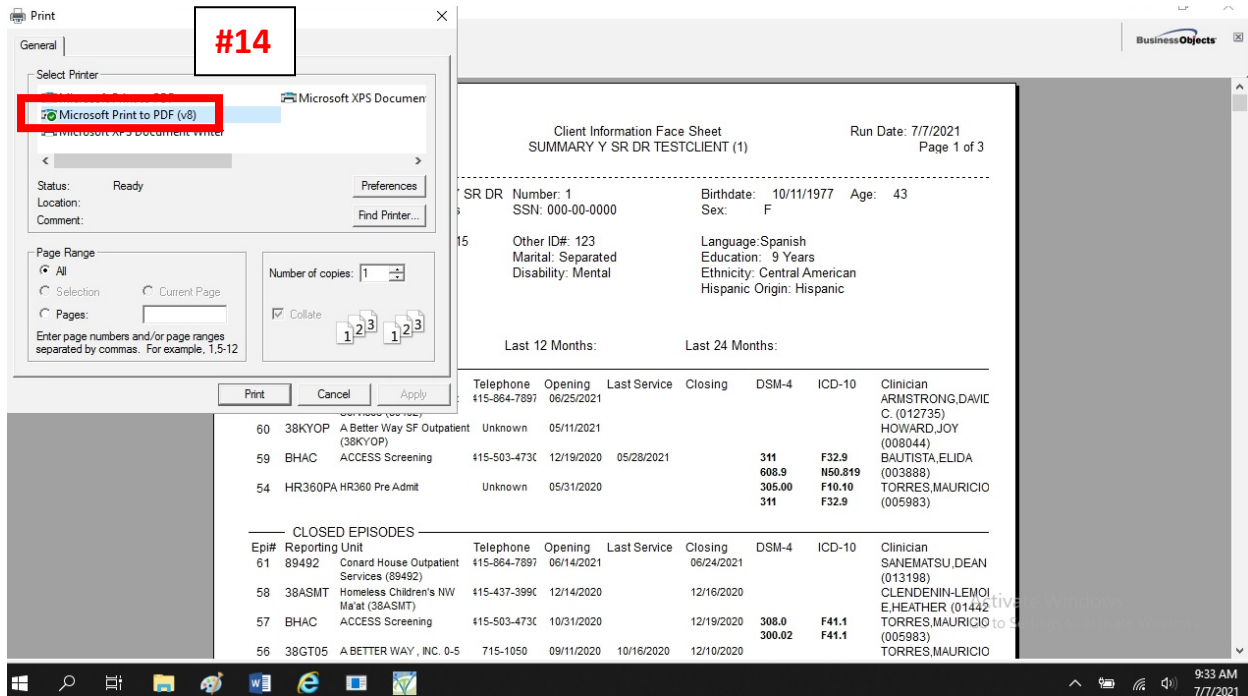 Print
#14
General
BusinessObjects
Select Printer
Microsoft XPS Documen
Microsoft Print to PDF (v8)
Microsoft XPS Document Writer
Status: Ready
Preferences
Location:
Comment:
Find Printer...
Page Range
All
Selection Current Page
Pages:
Enter page numbers and/or page ranges
separated by commas. For example, 1,5-12
Number of copies: 1
Collate
1 2 3 1 2 3
Print Cancel Apply
Client Information Face Sheet Run Date: 7/7/2021
SUMMARY Y SR DR TESTCLIENT (1) Page 1 of 3
SR DR Number: 1 Birthdate: 10/11/1977 Age: 43
SSN: 000-00-0000 Sex: F
15 Other ID#: 123 Language:Spanish
Marital: Separated Education: 9 Years
Disability: Mental Ethnicity: Central American
Hispanic Origin: Hispanic
Last 12 Months: Last 24 Months:
Telephone Opening Last Service Closing DSM-4 ICD-10 Clinician
415-864-7897 06/25/2021 ARMSTRONG,DAVID
C. (012735)
60 38KYOP A Better Way SF Outpatient Unknown 05/11/2021 HOWARD,JOY
(38KYOP) (008044)
59 BHAC ACCESS Screening 415-503-4730 12/19/2020 05/28/2021 311 F32.9 BAUTISTA,ELIDA
608.9 N50.819 (003888)
54 HR360PA HR360 Pre Admit Unknown 05/31/2020 305.00 F10.10 TORRES,MAURICIO
311 F32.9 (005983)
CLOSED EPISODES
Epi# Reporting Unit Telephone Opening Last Service Closing DSM-4 ICD-10 Clinician
61 89492 Conard House Outpatient 415-864-7897 06/14/2021 06/24/2021 SANEMATSU,DEAN
Services (89492) (013198)
58 38ASMT Homeless Children's NW 415-437-3990 12/14/2020 12/16/2020 CLENDENIN-LEMOI
Ma'at (38ASMT) E,HEATHER (01442
57 BHAC ACCESS Screening 415-503-4730 10/31/2020 12/19/2020 308.0 F41.1 TORRES,MAURICIO
300.02 F41.1 (005983)
56 38GT05 A BETTER WAY , INC. 0-5 715-1050 09/11/2020 10/16/2020 12/10/2020 TORRES,MAURICIO
Activate Windows
9:33 AM
7/7/2021